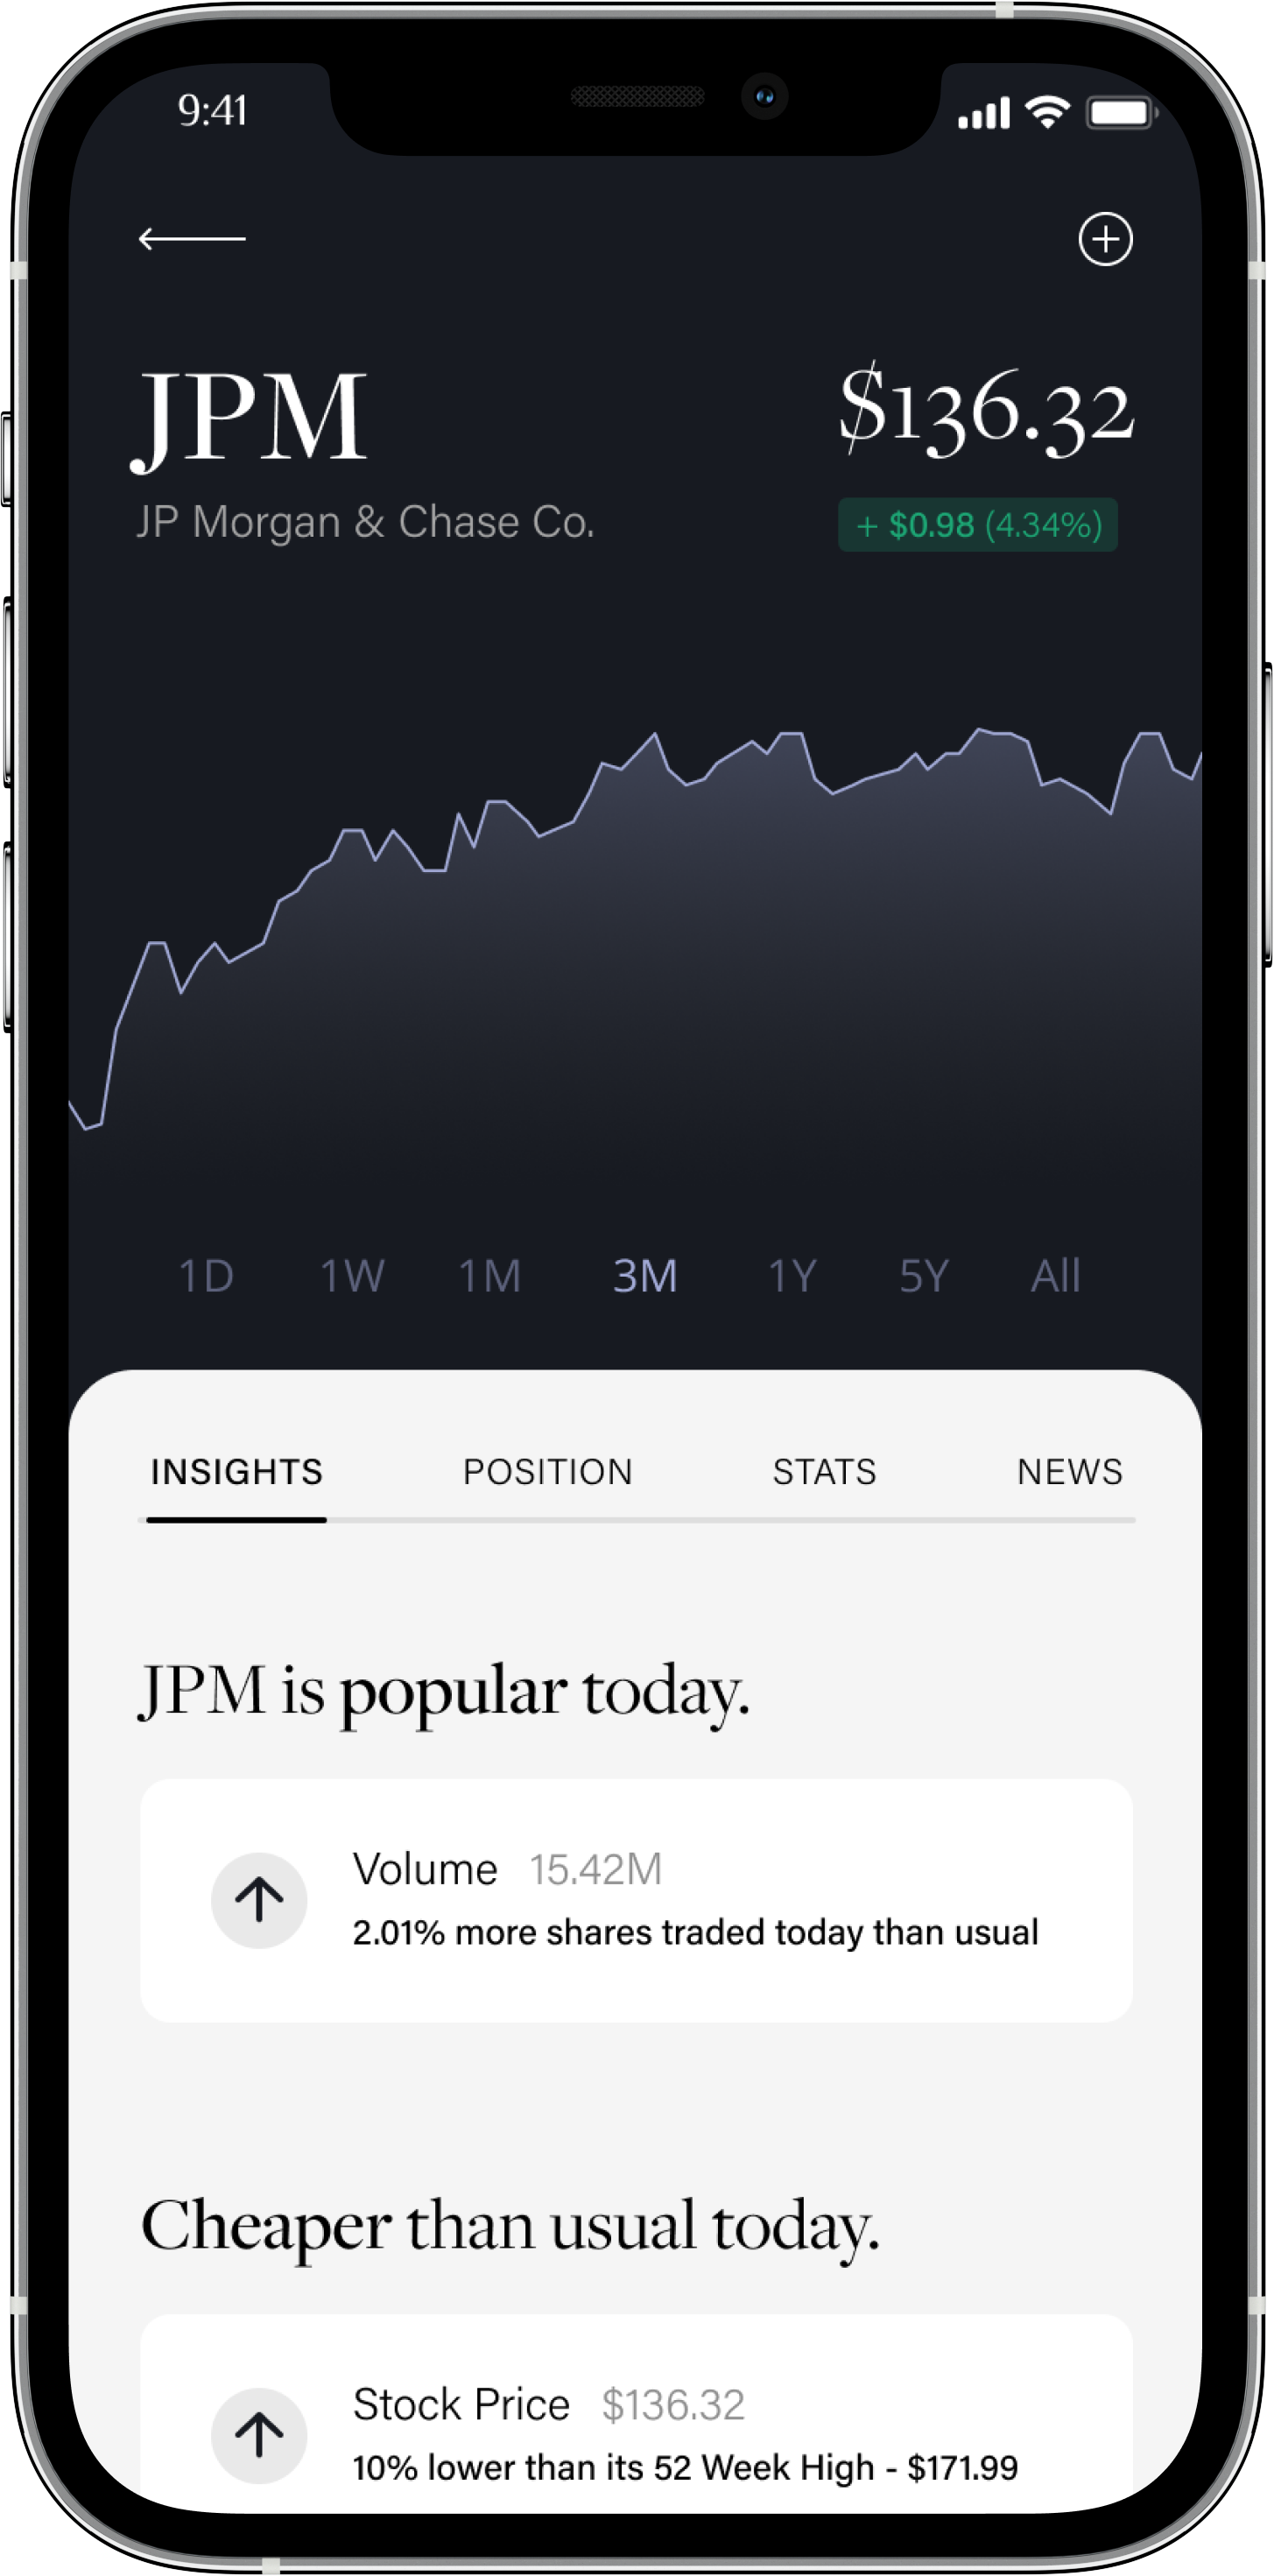 9:41
JPM
$136.32
JP Morgan & Chase Co.
+ $0.98 (4.34%)
1D 1W 1M 3M 1Y 5Y All
INSIGHTS POSITION STATS NEWS
JPM is popular today.
Volume 15.42M
2.01% more shares traded today than usual
Cheaper than usual today.
Stock Price $136.32
10% lower than its 52 Week High - $171.99